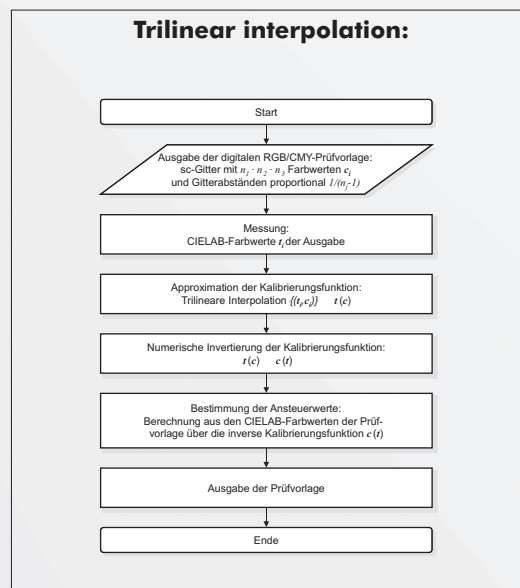 Trilinear interpolation:
Start
Ausgabe der digitalen RGB/CMY-Prüfvorlage:
sc-Gitter mit n₁ · n₂ · n₃ Farbwerten cᵢ
und Gitterabständen proportional 1/(nⱼ-1)
Messung:
CIELAB-Farbwerte tᵢ der Ausgabe
Approximation der Kalibrierungsfunktion:
Trilineare Interpolation {(tᵢ,cᵢ)} t(c)
Numerische Invertierung der Kalibrierungsfunktion:
t(c) c(t)
Bestimmung der Ansteuerwerte:
Berechnung aus den CIELAB-Farbwerten der Prüf-
vorlage über die inverse Kalibrierungsfunktion c(t)
Ausgabe der Prüfvorlage
Ende